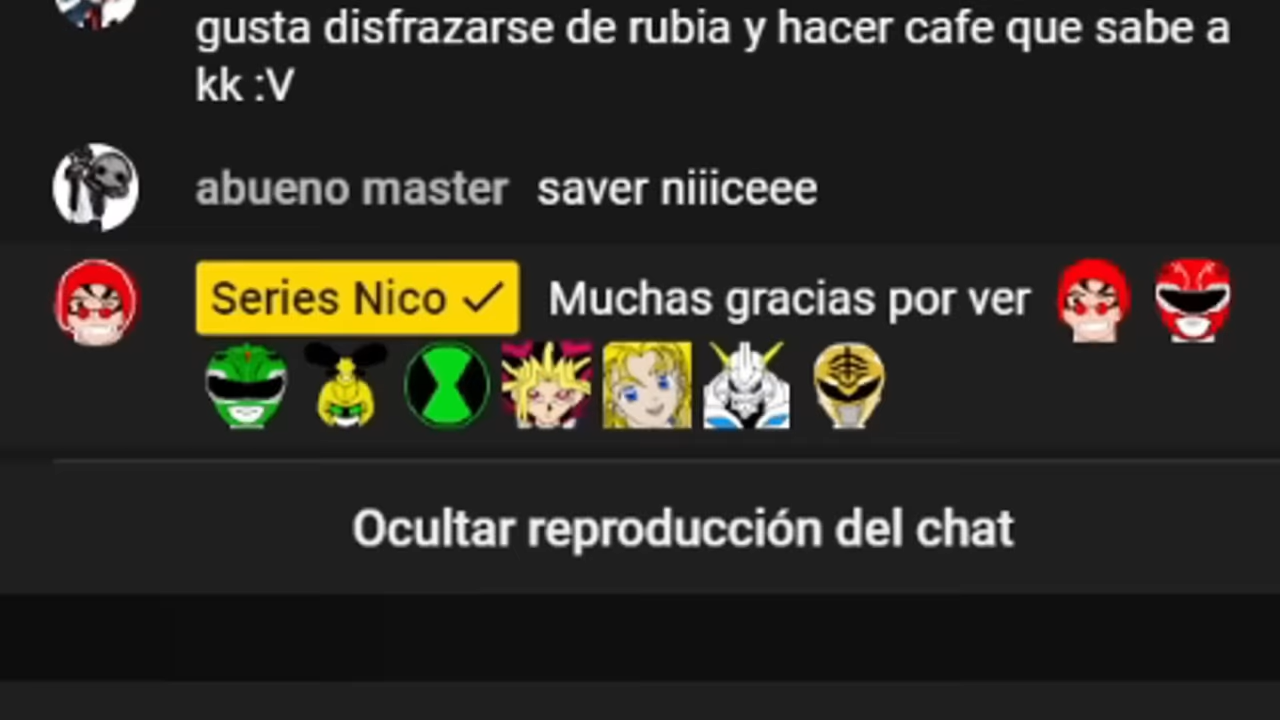 gusta disfrazarse de rubia y hacer cafe que sabe a
kk :V
abueno master saver niiiceee
Series Nico Muchas gracias por ver
Ocultar reproducción del chat